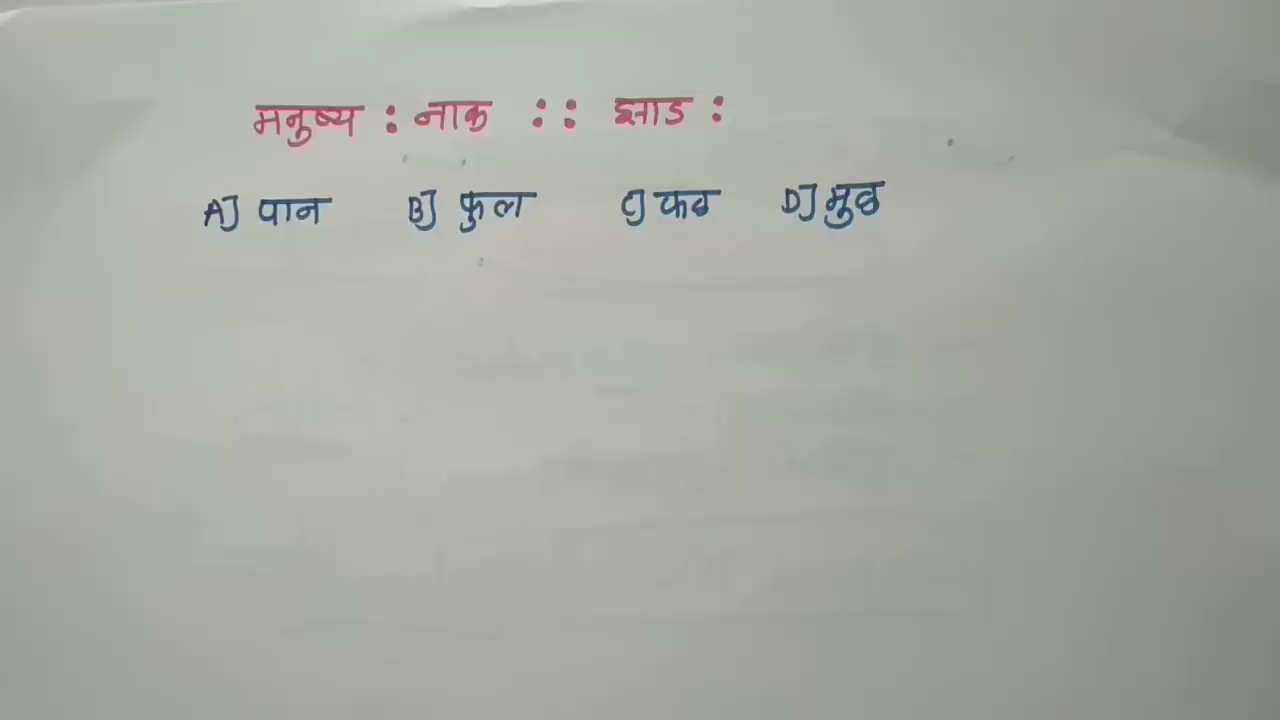 मनुष्य : नाक :: झाड :
A] पान B] फुल C] फळ D] मुळ